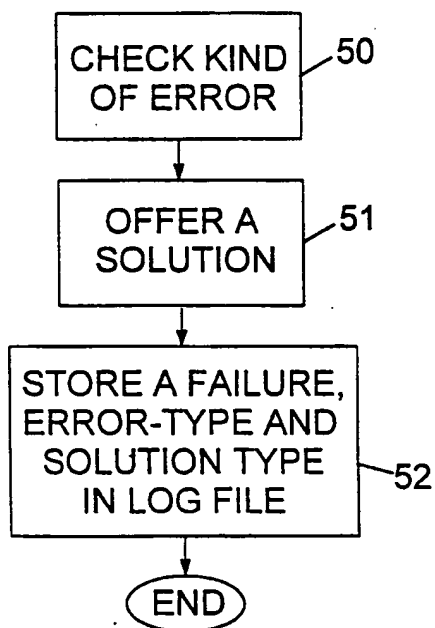 CHECK KIND
OF ERROR
50
OFFER A
SOLUTION
51
STORE A FAILURE,
ERROR-TYPE AND
SOLUTION TYPE
IN LOG FILE
52
END